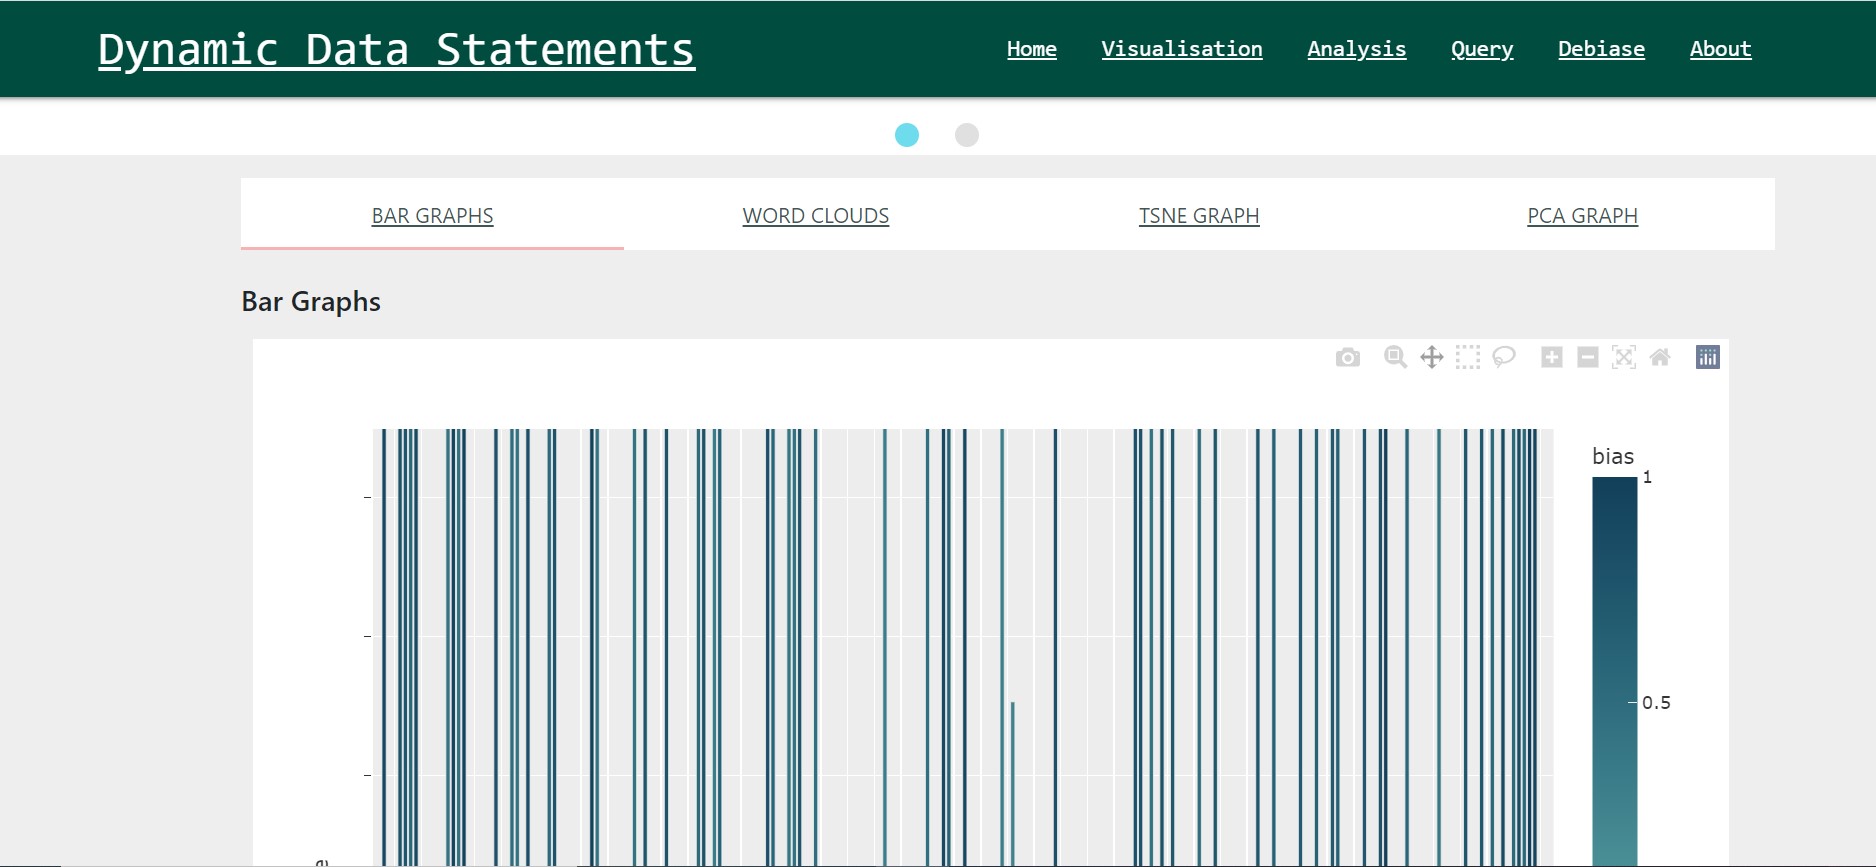 Dynamic Data Statements
Home Visualisation Analysis Query Debiase About
BAR GRAPHS WORD CLOUDS TSNE GRAPH PCA GRAPH
Bar Graphs
bias
1
0.5